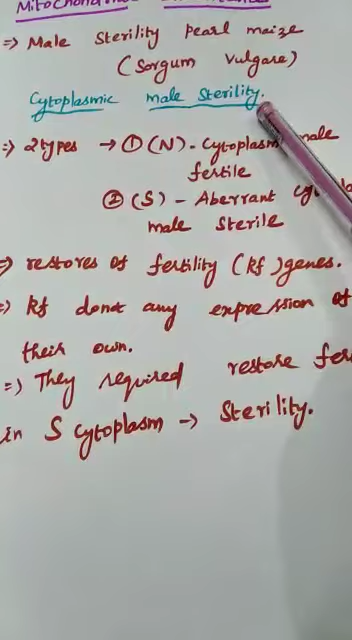 => Male Sterility pearl maize
(Sorgum Vulgare)
Cytoplasmic male Sterility.
=> 2types → ① (N) - Cytoplasm male
fertile
② (S) - Aberrant
male Sterile
=> restores of fertility (Rf) genes.
=> Rf donot any expression of
their own.
=> They required restore
in S cytoplasm → Sterility.